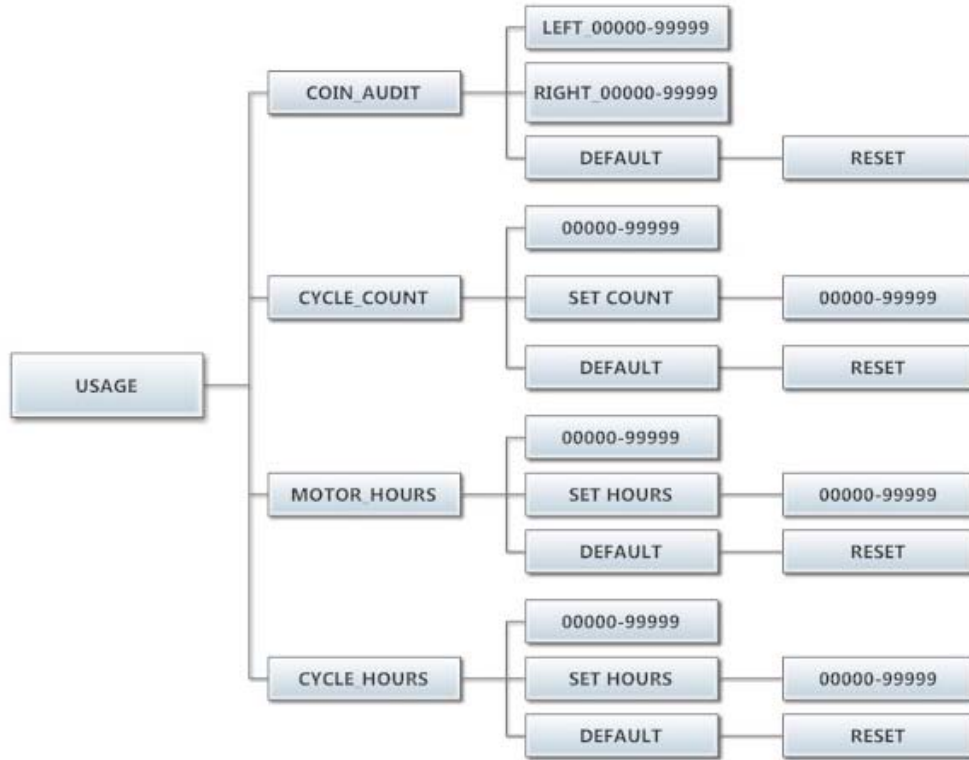 LEFT_00000-99999
COIN_AUDIT
RIGHT_00000-99999
DEFAULT
RESET
00000-99999
CYCLE_COUNT
SET COUNT
00000-99999
DEFAULT
RESET
USAGE
00000-99999
MOTOR_HOURS
SET HOURS
00000-99999
DEFAULT
RESET
00000-99999
CYCLE_HOURS
SET HOURS
00000-99999
DEFAULT
RESET